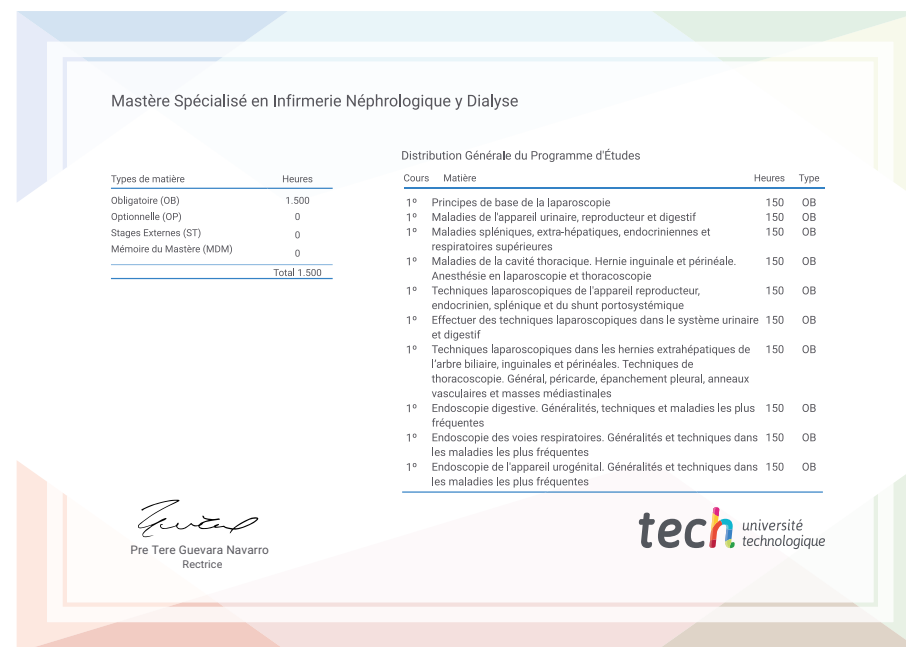 Mastère Spécialisé en Infirmerie Néphrologique y Dialyse
Types de matière Heures
Obligatoire (OB) 1.500
Optionnelle (OP) 0
Stages Externes (ST) 0
Mémoire du Mastère (MDM) 0
Total 1.500
Distribution Générale du Programme d'Études
Cours Matière Heures Type
1º Principes de base de la laparoscopie 150 OB
1º Maladies de l'appareil urinaire, reproducteur et digestif 150 OB
1º Maladies spléniques, extra-hépatiques, endocriniennes et 150 OB
respiratoires supérieures
1º Maladies de la cavité thoracique. Hernie inguinale et périnéale. 150 OB
Anesthésie en laparoscopie et thoracoscopie
1º Techniques laparoscopiques de l'appareil reproducteur, 150 OB
endocrinien, splénique et du shunt portosystémique
1º Effectuer des techniques laparoscopiques dans le système urinaire 150 OB
et digestif
1º Techniques laparoscopiques dans les hernies extrahépatiques de 150 OB
l'arbre biliaire, inguinales et périnéales. Techniques de
thoracoscopie. Général, péricarde, épanchement pleural, anneaux
vasculaires et masses médiastinales
1º Endoscopie digestive. Généralités, techniques et maladies les plus 150 OB
fréquentes
1º Endoscopie des voies respiratoires. Généralités et techniques dans 150 OB
les maladies les plus fréquentes
1º Endoscopie de l'appareil urogénital. Généralités et techniques dans 150 OB
les maladies les plus fréquentes
Pre Tere Guevara Navarro
Rectrice
tech université
technologique